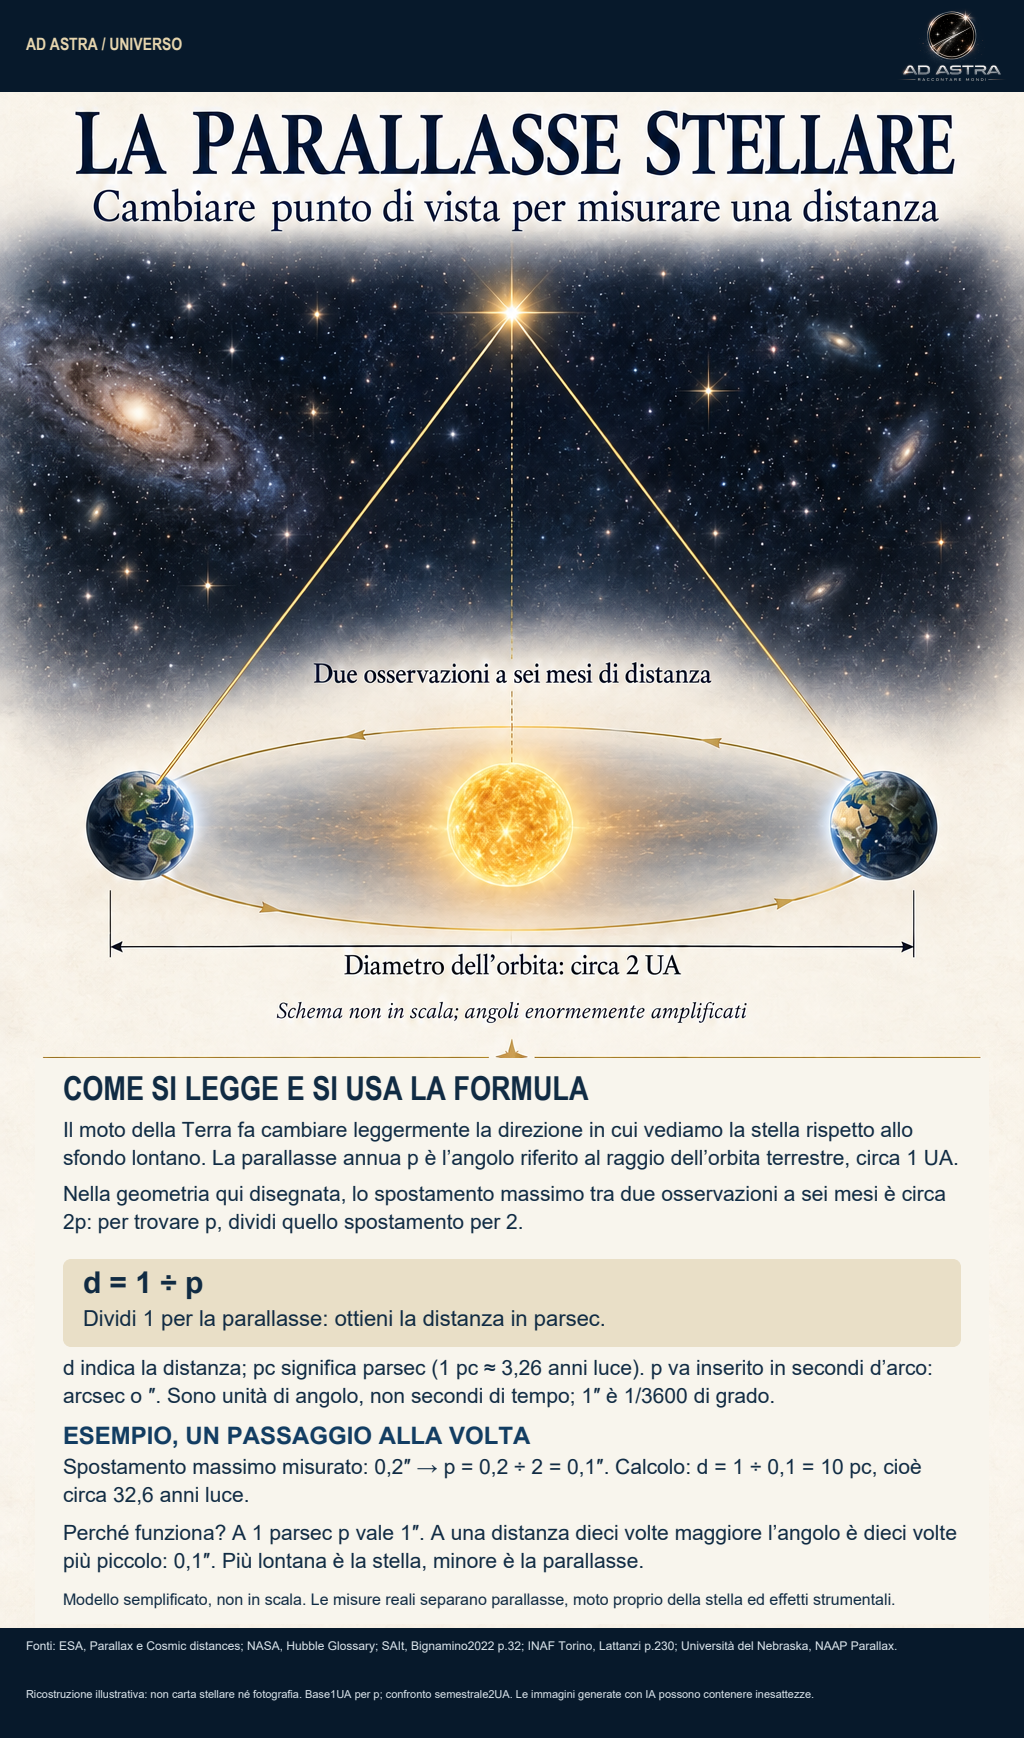 AD ASTRA / UNIVERSO
AD ASTRA
RACCONTARE MONDI
LA PARALLASSE STELLARE
Cambiare punto di vista per misurare una distanza
Due osservazioni a sei mesi di distanza
Diametro dell’orbita: circa 2 UA
Schema non in scala; angoli enormemente amplificati
COME SI LEGGE E SI USA LA FORMULA
Il moto della Terra fa cambiare leggermente la direzione in cui vediamo la stella rispetto allo
sfondo lontano. La parallasse annua p è l’angolo riferito al raggio dell’orbita terrestre, circa 1 UA.
Nella geometria qui disegnata, lo spostamento massimo tra due osservazioni a sei mesi è circa
2p: per trovare p, dividi quello spostamento per 2.
d = 1 ÷ p
Dividi 1 per la parallasse: ottieni la distanza in parsec.
d indica la distanza; pc significa parsec (1 pc ≈ 3,26 anni luce). p va inserito in secondi d’arco:
arcsec o ″. Sono unità di angolo, non secondi di tempo; 1″ è 1/3600 di grado.
ESEMPIO, UN PASSAGGIO ALLA VOLTA
Spostamento massimo misurato: 0,2″ → p = 0,2 ÷ 2 = 0,1″. Calcolo: d = 1 ÷ 0,1 = 10 pc, cioè
circa 32,6 anni luce.
Perché funziona? A 1 parsec p vale 1″. A una distanza dieci volte maggiore l’angolo è dieci volte
più piccolo: 0,1″. Più lontana è la stella, minore è la parallasse.
Modello semplificato, non in scala. Le misure reali separano parallasse, moto proprio della stella ed effetti strumentali.
Fonti: ESA, Parallax e Cosmic distances; NASA, Hubble Glossary; SAIt, Bignamino2022 p.32; INAF Torino, Lattanzi p.230; Università del Nebraska, NAAP Parallax.
Ricostruzione illustrativa: non carta stellare né fotografia. Base1UA per p; confronto semestrale2UA. Le immagini generate con IA possono contenere inesattezze.